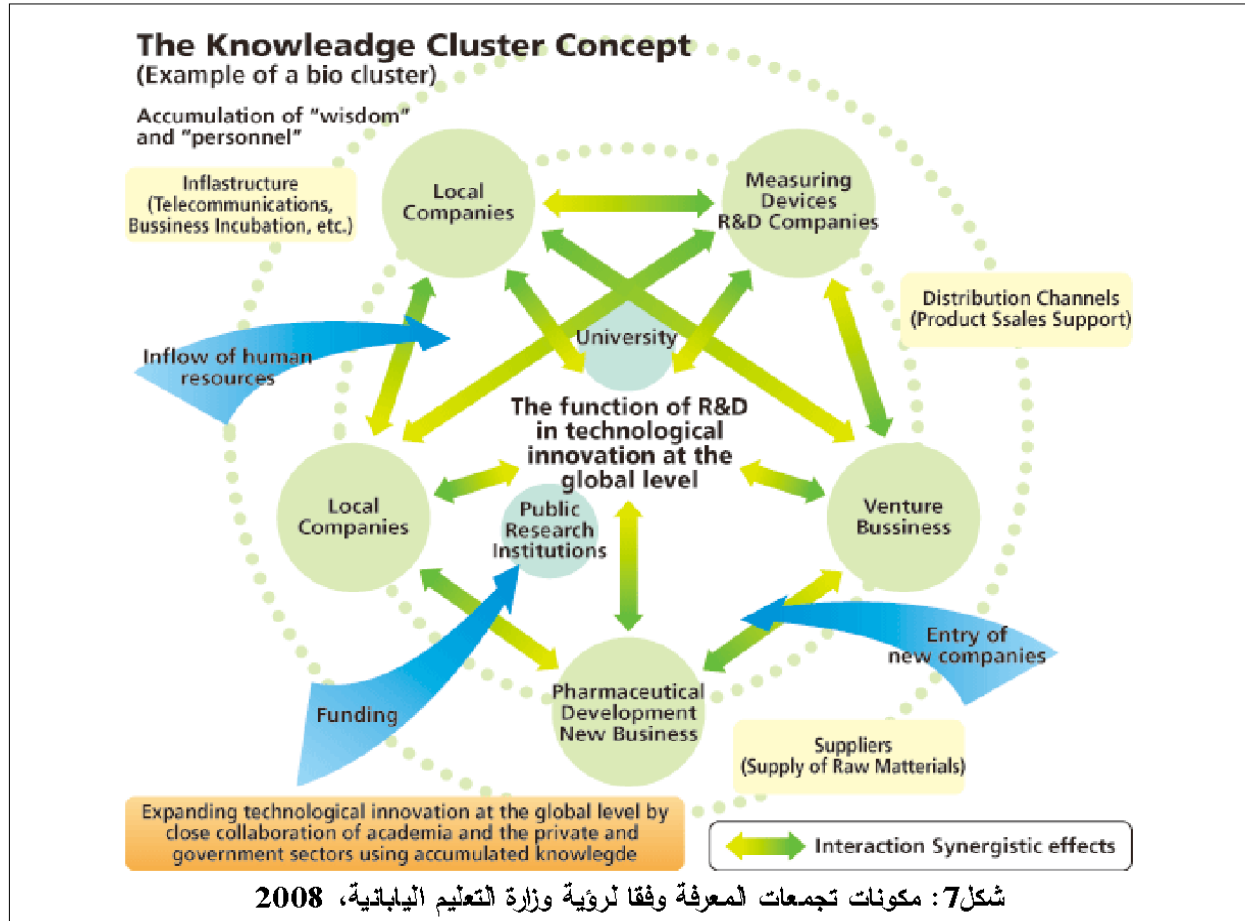 The Knowleadge Cluster Concept
(Example of a bio cluster)
Accumulation of "wisdom"
and "personnel"
Inflastructure
(Telecommunications,
Bussiness Incubation, etc.)
Local
Companies
Measuring
Devices
R&D Companies
Distribution Channels
(Product Ssales Support)
University
Inflow of human
resources
The function of R&D
in technological
innovation at the
global level
Local
Companies
Public
Research
Institutions
Venture
Bussiness
Entry of
new companies
Funding
Pharmaceutical
Development
New Business
Suppliers
(Supply of Raw Matterials)
Expanding technological innovation at the global level by
close collaboration of academia and the private and
government sectors using accumulated knowlegde
Interaction Synergistic effects
شكل7: مكونات تجمعات المعرفة وفقا لرؤية وزارة التعليم اليابانية، 2008